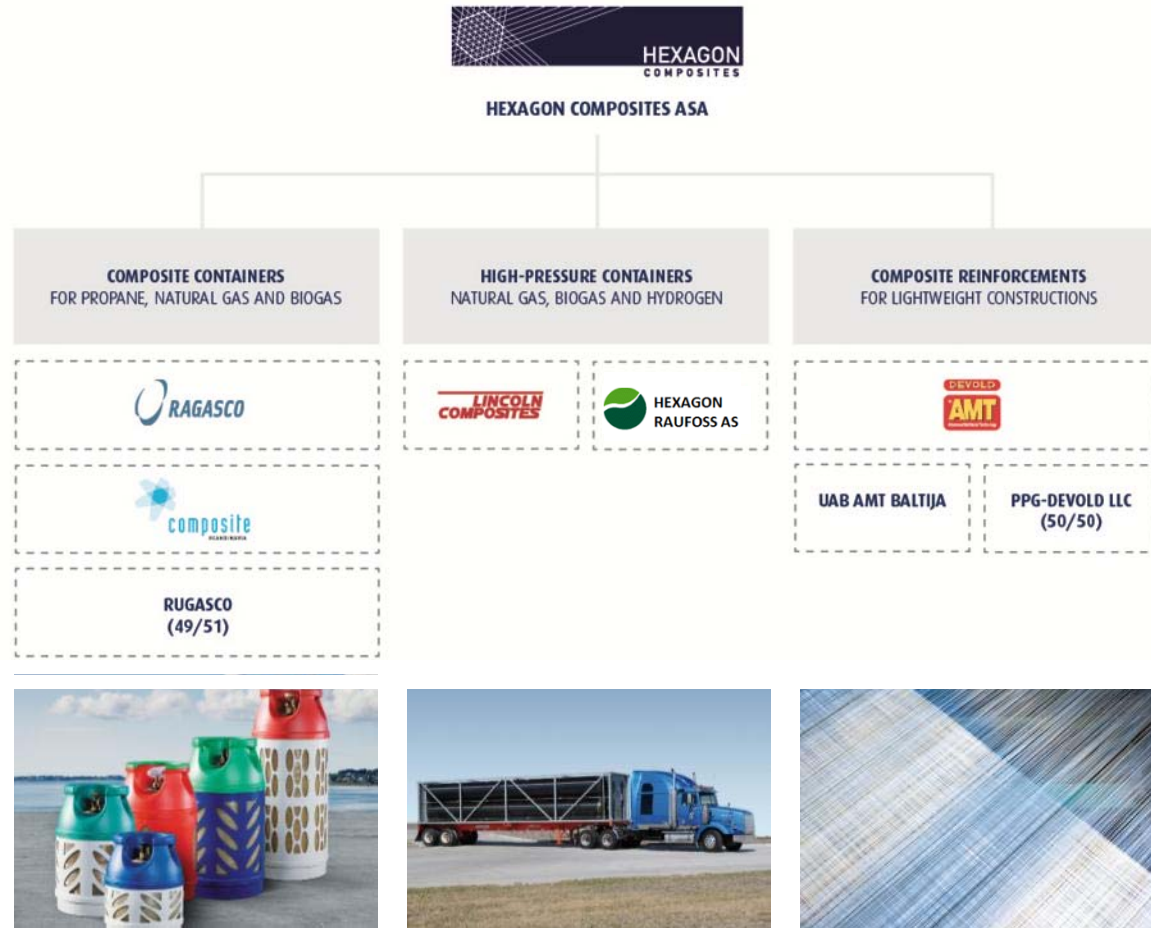 HEXAGON
COMPOSITES
HEXAGON COMPOSITES ASA
COMPOSITE CONTAINERS
FOR PROPANE, NATURAL GAS AND BIOGAS
HIGH-PRESSURE CONTAINERS
NATURAL GAS, BIOGAS AND HYDROGEN
COMPOSITE REINFORCEMENTS
FOR LIGHTWEIGHT CONSTRUCTIONS
RAGASCO
LINCOLN
COMPOSITES
HEXAGON
RAUFOSS AS
DEVOLD
AMT
composite
SCANDINAVIA
UAB AMT BALTIJA
PPG-DEVOLD LLC
(50/50)
RUGASCO
(49/51)